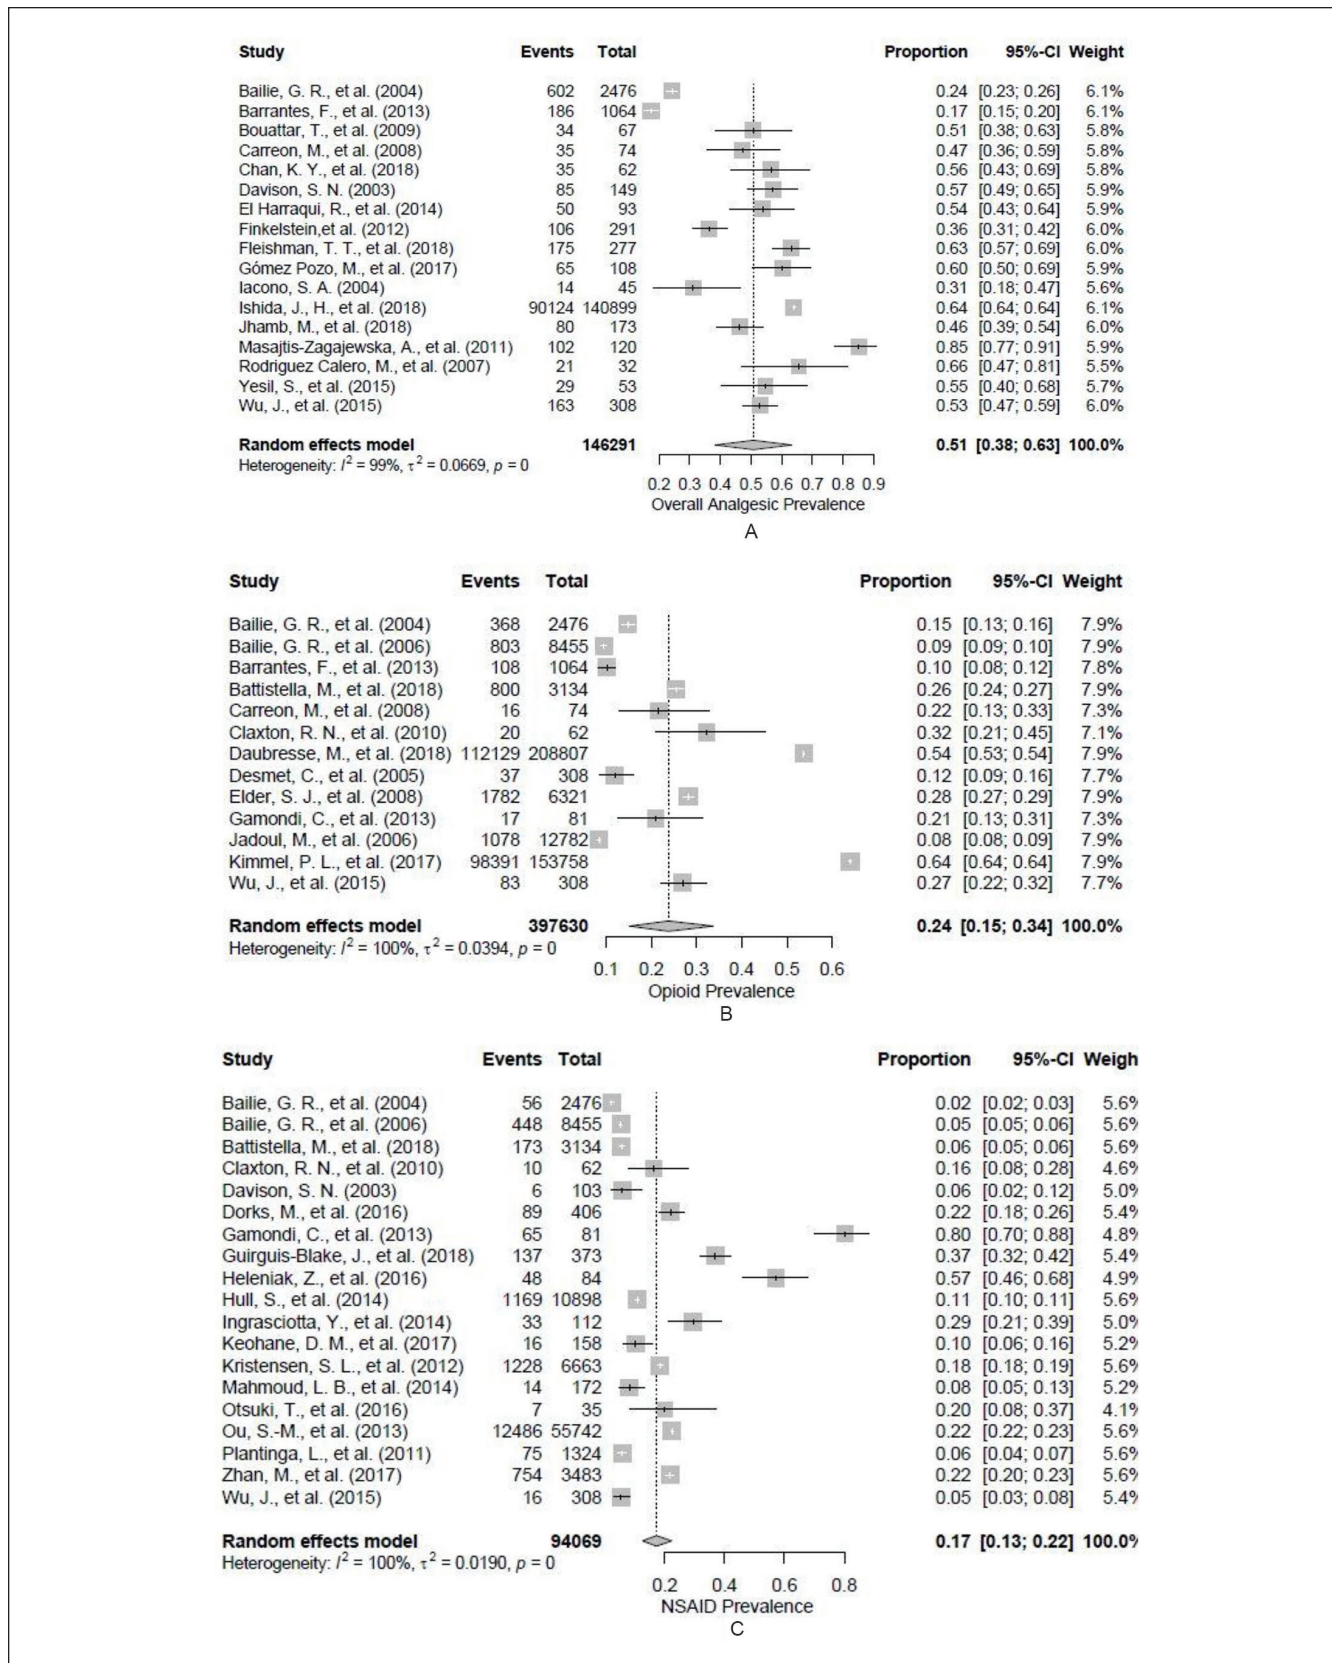 Study Events Total Proportion 95%-CI Weight
Bailie, G. R., et al. (2004) 602 2476 0.24 [0.23; 0.26] 6.1%
Barrantes, F., et al. (2013) 186 1064 0.17 [0.15; 0.20] 6.1%
Bouattar, T., et al. (2009) 34 67 0.51 [0.38; 0.63] 5.8%
Carreon, M., et al. (2008) 35 74 0.47 [0.36; 0.59] 5.8%
Chan, K. Y., et al. (2018) 35 62 0.56 [0.43; 0.69] 5.8%
Davison, S. N. (2003) 85 149 0.57 [0.49; 0.65] 5.9%
El Harraqui, R., et al. (2014) 50 93 0.54 [0.43; 0.64] 5.9%
Finkelstein,et al. (2012) 106 291 0.36 [0.31; 0.42] 6.0%
Fleishman, T. T., et al. (2018) 175 277 0.63 [0.57; 0.69] 6.0%
Gómez Pozo, M., et al. (2017) 65 108 0.60 [0.50; 0.69] 5.9%
Iacono, S. A. (2004) 14 45 0.31 [0.18; 0.47] 5.6%
Ishida, J., H., et al. (2018) 90124 140899 0.64 [0.64; 0.64] 6.1%
Jhamb, M., et al. (2018) 80 173 0.46 [0.39; 0.54] 6.0%
Masajtis-Zagajewska, A., et al. (2011) 102 120 0.85 [0.77; 0.91] 5.9%
Rodriguez Calero, M., et al. (2007) 21 32 0.66 [0.47; 0.81] 5.5%
Yesil, S., et al. (2015) 29 53 0.55 [0.40; 0.68] 5.7%
Wu, J., et al. (2015) 163 308 0.53 [0.47; 0.59] 6.0%
Random effects model 146291 0.51 [0.38; 0.63] 100.0%
Heterogeneity: I² = 99%, τ² = 0.0669, p = 0
0.2 0.3 0.4 0.5 0.6 0.7 0.8 0.9
Overall Analgesic Prevalence
A
Study Events Total Proportion 95%-CI Weight
Bailie, G. R., et al. (2004) 368 2476 0.15 [0.13; 0.16] 7.9%
Bailie, G. R., et al. (2006) 803 8455 0.09 [0.09; 0.10] 7.9%
Barrantes, F., et al. (2013) 108 1064 0.10 [0.08; 0.12] 7.8%
Battistella, M., et al. (2018) 800 3134 0.26 [0.24; 0.27] 7.9%
Carreon, M., et al. (2008) 16 74 0.22 [0.13; 0.33] 7.3%
Claxton, R. N., et al. (2010) 20 62 0.32 [0.21; 0.45] 7.1%
Daubresse, M., et al. (2018) 112129 208807 0.54 [0.53; 0.54] 7.9%
Desmet, C., et al. (2005) 37 308 0.12 [0.09; 0.16] 7.7%
Elder, S. J., et al. (2008) 1782 6321 0.28 [0.27; 0.29] 7.9%
Gamondi, C., et al. (2013) 17 81 0.21 [0.13; 0.31] 7.3%
Jadoul, M., et al. (2006) 1078 12782 0.08 [0.08; 0.09] 7.9%
Kimmel, P. L., et al. (2017) 98391 153758 0.64 [0.64; 0.64] 7.9%
Wu, J., et al. (2015) 83 308 0.27 [0.22; 0.32] 7.7%
Random effects model 397630 0.24 [0.15; 0.34] 100.0%
Heterogeneity: I² = 100%, τ² = 0.0394, p = 0
0.1 0.2 0.3 0.4 0.5 0.6
Opioid Prevalence
B
Study Events Total Proportion 95%-CI Weigh
Bailie, G. R., et al. (2004) 56 2476 0.02 [0.02; 0.03] 5.6%
Bailie, G. R., et al. (2006) 448 8455 0.05 [0.05; 0.06] 5.6%
Battistella, M., et al. (2018) 173 3134 0.06 [0.05; 0.06] 5.6%
Claxton, R. N., et al. (2010) 10 62 0.16 [0.08; 0.28] 4.6%
Davison, S. N. (2003) 6 103 0.06 [0.02; 0.12] 5.0%
Dorks, M., et al. (2016) 89 406 0.22 [0.18; 0.26] 5.4%
Gamondi, C., et al. (2013) 65 81 0.80 [0.70; 0.88] 4.8%
Guirguis-Blake, J., et al. (2018) 137 373 0.37 [0.32; 0.42] 5.4%
Heleniak, Z., et al. (2016) 48 84 0.57 [0.46; 0.68] 4.9%
Hull, S., et al. (2014) 1169 10898 0.11 [0.10; 0.11] 5.6%
Ingrasciotta, Y., et al. (2014) 33 112 0.29 [0.21; 0.39] 5.0%
Keohane, D. M., et al. (2017) 16 158 0.10 [0.06; 0.16] 5.2%
Kristensen, S. L., et al. (2012) 1228 6663 0.18 [0.18; 0.19] 5.6%
Mahmoud, L. B., et al. (2014) 14 172 0.08 [0.05; 0.13] 5.2%
Otsuki, T., et al. (2016) 7 35 0.20 [0.08; 0.37] 4.1%
Ou, S.-M., et al. (2013) 12486 55742 0.22 [0.22; 0.23] 5.6%
Plantinga, L., et al. (2011) 75 1324 0.06 [0.04; 0.07] 5.6%
Zhan, M., et al. (2017) 754 3483 0.22 [0.20; 0.23] 5.6%
Wu, J., et al. (2015) 16 308 0.05 [0.03; 0.08] 5.4%
Random effects model 94069 0.17 [0.13; 0.22] 100.0%
Heterogeneity: I² = 100%, τ² = 0.0190, p = 0
0.2 0.4 0.6 0.8
NSAID Prevalence
C